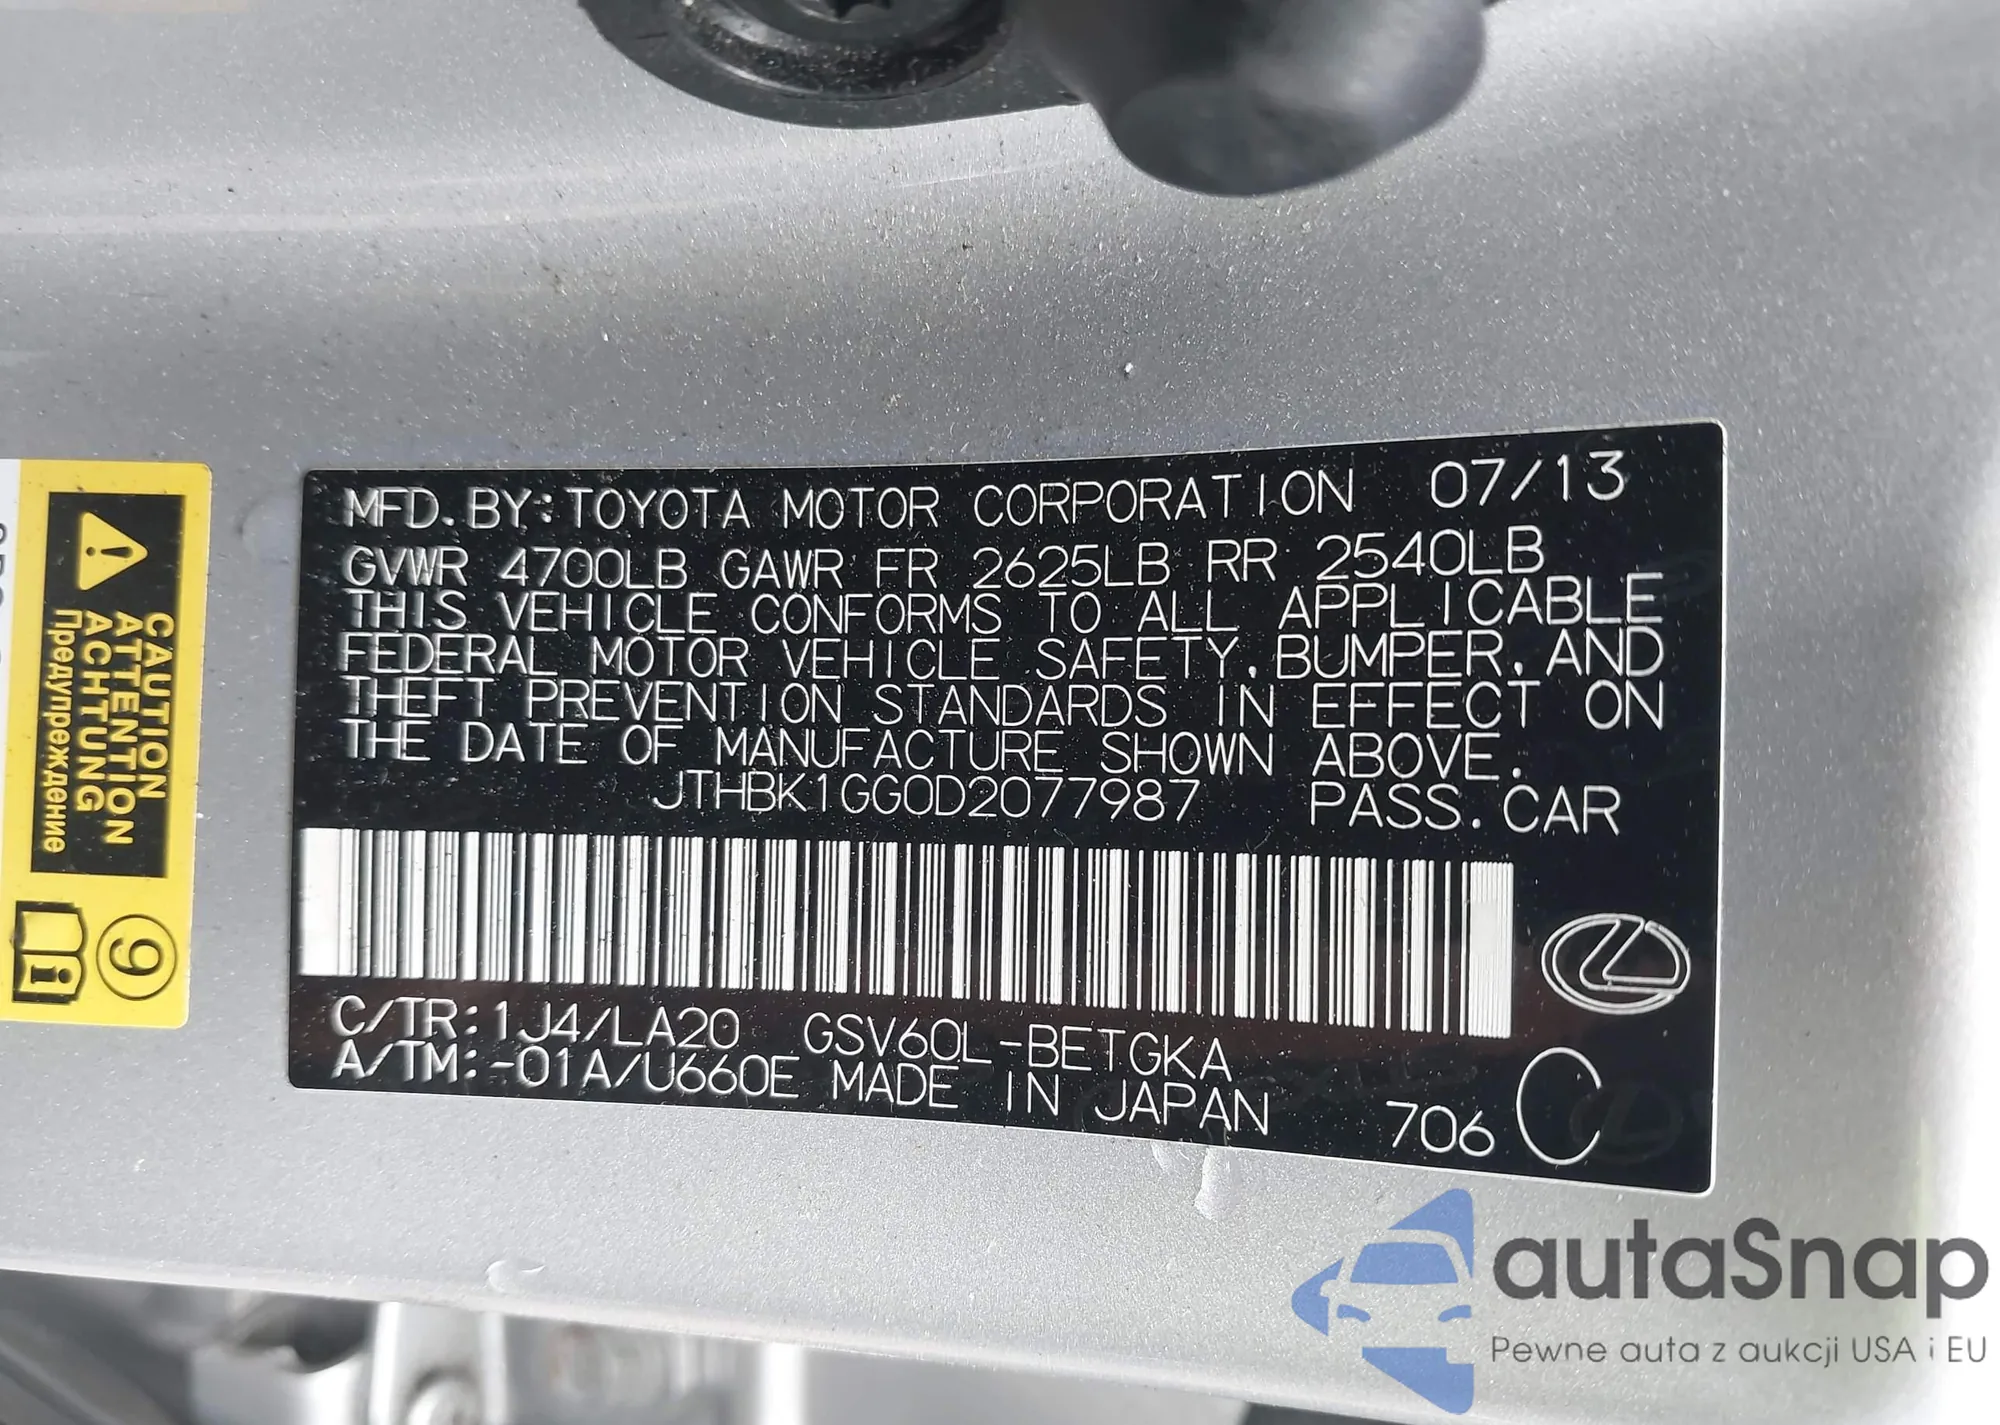 MFD. BY: TOYOTA MOTOR CORPORATION 07/13
GVWR 4700LB GAWR FR 2625LB RR 2540LB
THIS VEHICLE CONFORMS TO ALL APPLICABLE
FEDERAL MOTOR VEHICLE SAFETY, BUMPER, AND
THEFT PREVENTION STANDARDS IN EFFECT ON
THE DATE OF MANUFACTURE SHOWN ABOVE.
JTHBK1GG0D2077987 PASS. CAR
C/TR: 1J4/LA20 GSV60L-BETGKA
A/TM: -01A/U660E MADE IN JAPAN 706 C
CAUTION
ATTENTION
ACHTUNG
Предупреждение
9
autaSnap
Pewne auta z aukcji USA i EU